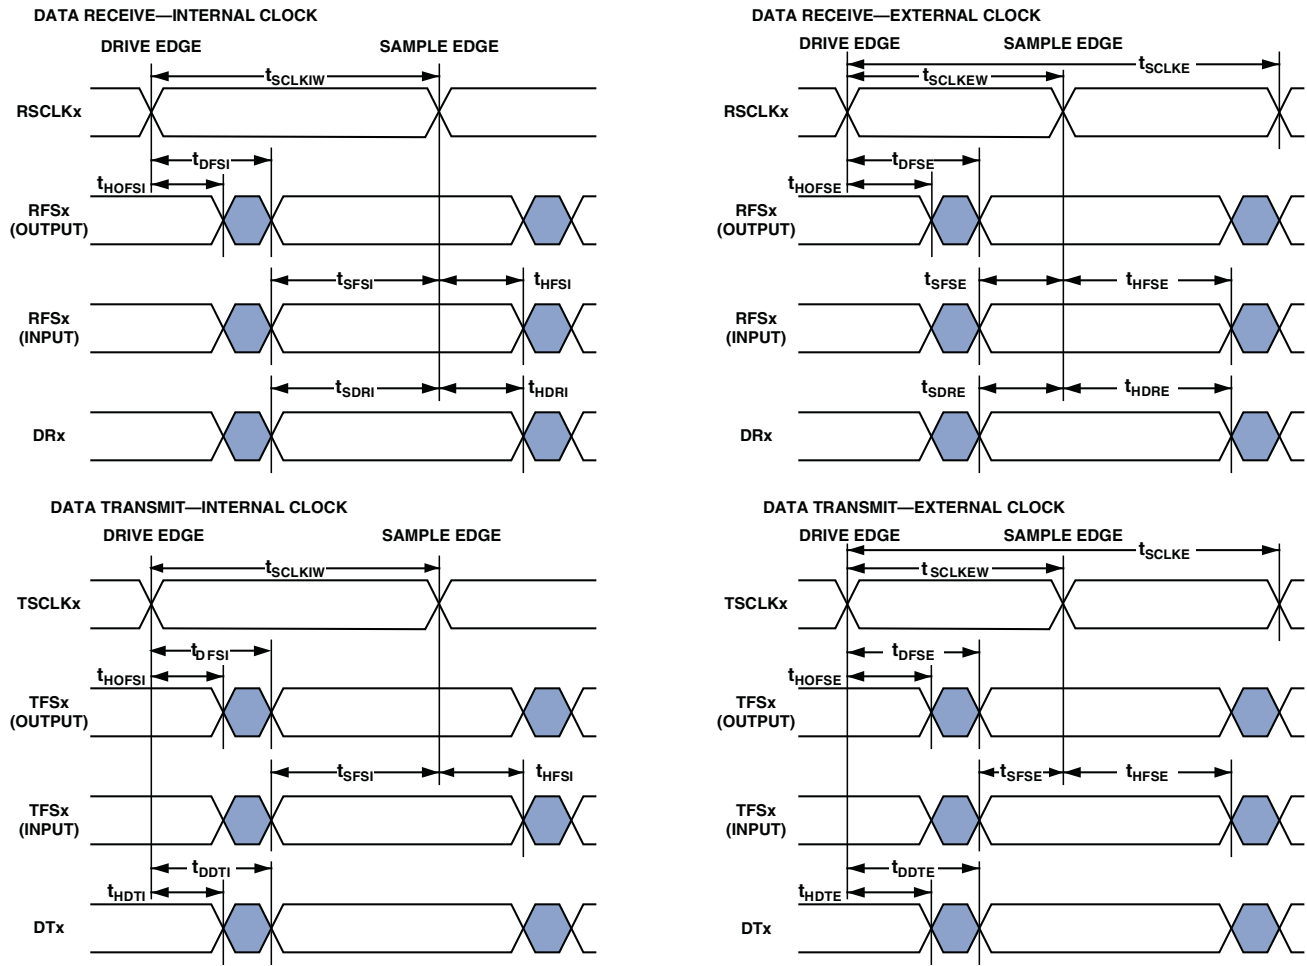 DATA RECEIVE—INTERNAL CLOCK
DRIVE EDGE SAMPLE EDGE
tSCLKIW
RSCLKx
tDFSI
tHOFSI
RFSx
(OUTPUT)
tSFSI tHFSI
RFSx
(INPUT)
tSDRI tHDRI
DRx
DATA RECEIVE—EXTERNAL CLOCK
DRIVE EDGE SAMPLE EDGE
tSCLKE
tSCLKEW
RSCLKx
tDFSE
tHOFSE
RFSx
(OUTPUT)
tSFSE tHFSE
RFSx
(INPUT)
tSDRE tHDRE
DRx
DATA TRANSMIT—INTERNAL CLOCK
DRIVE EDGE SAMPLE EDGE
tSCLKIW
TSCLKx
tDFSI
tHOFSI
TFSx
(OUTPUT)
tSFSI tHFSI
TFSx
(INPUT)
tDDTI
tHDTI
DTx
DATA TRANSMIT—EXTERNAL CLOCK
DRIVE EDGE SAMPLE EDGE
tSCLKE
tSCLKEW
TSCLKx
tDFSE
tHOFSE
TFSx
(OUTPUT)
tSFSE tHFSE
TFSx
(INPUT)
tDDTE
tHDTE
DTx